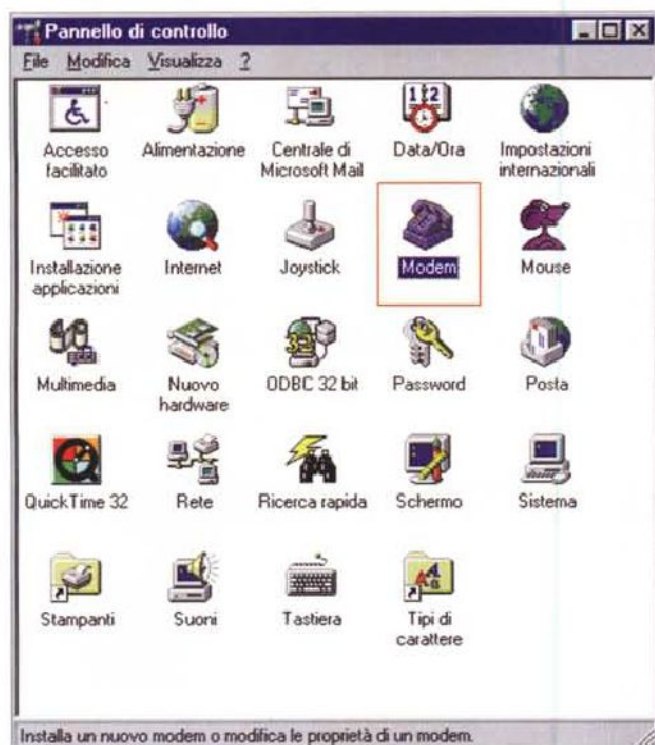 Pannello di controllo
File Modifica Visualizza ?
Accesso facilitato
Alimentazione
Centrale di Microsoft Mail
Data/Ora
Impostazioni internazionali
Installazione applicazioni
Internet
Joystick
Modem
Mouse
Multimedia
Nuovo hardware
ODBC 32 bit
Password
Posta
QuickTime 32
Rete
Ricerca rapida
Schermo
Sistema
Stampanti
Suoni
Tastiera
Tipi di carattere
Installa un nuovo modem o modifica le proprietà di un modem.